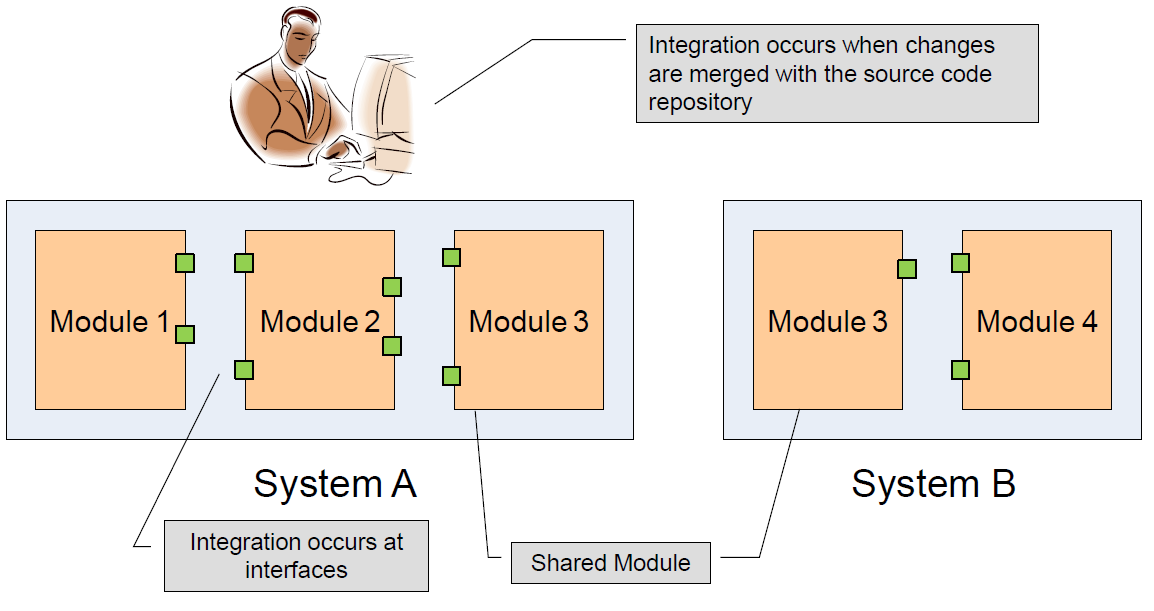 Integration occurs when changes
are merged with the source code
repository
Module 1
Module 2
Module 3
Module 3
Module 4
System A
System B
Integration occurs at
interfaces
Shared Module